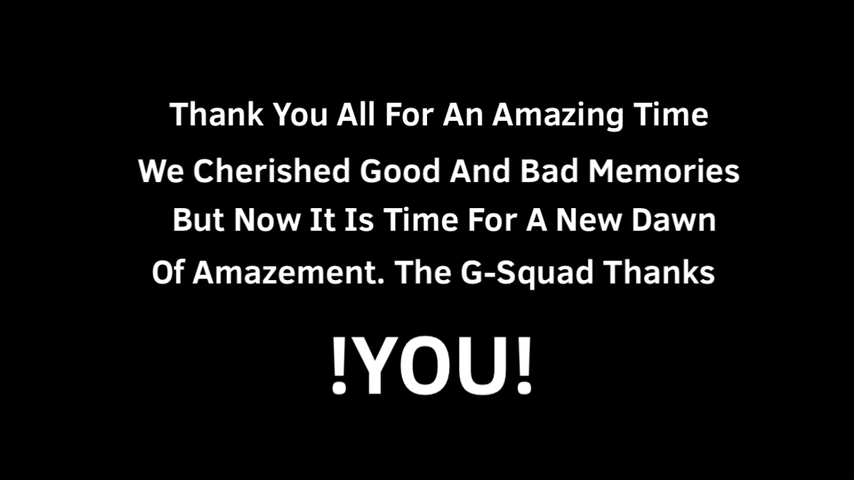 Thank You All For An Amazing Time
We Cherished Good And Bad Memories
But Now It Is Time For A New Dawn
Of Amazement. The G-Squad Thanks
!YOU!